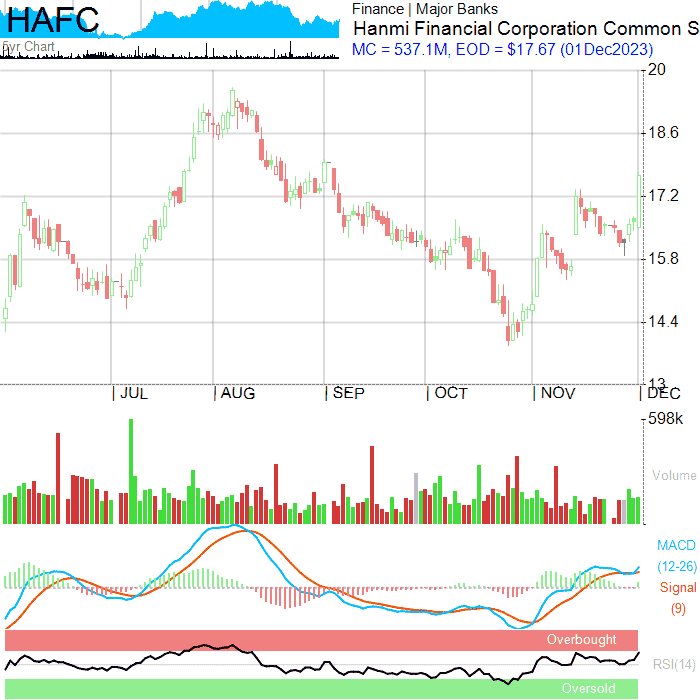 HAFC
5yr Chart
Finance | Major Banks
Hanmi Financial Corporation Common S
MC = 537.1M, EOD = $17.67 (01Dec2023)
20
18.6
17.2
15.8
14.4
13
JUL AUG SEP OCT NOV DEC
598k
Volume
MACD
(12-26)
Signal
(9)
Overbought
RSI(14)
Oversold